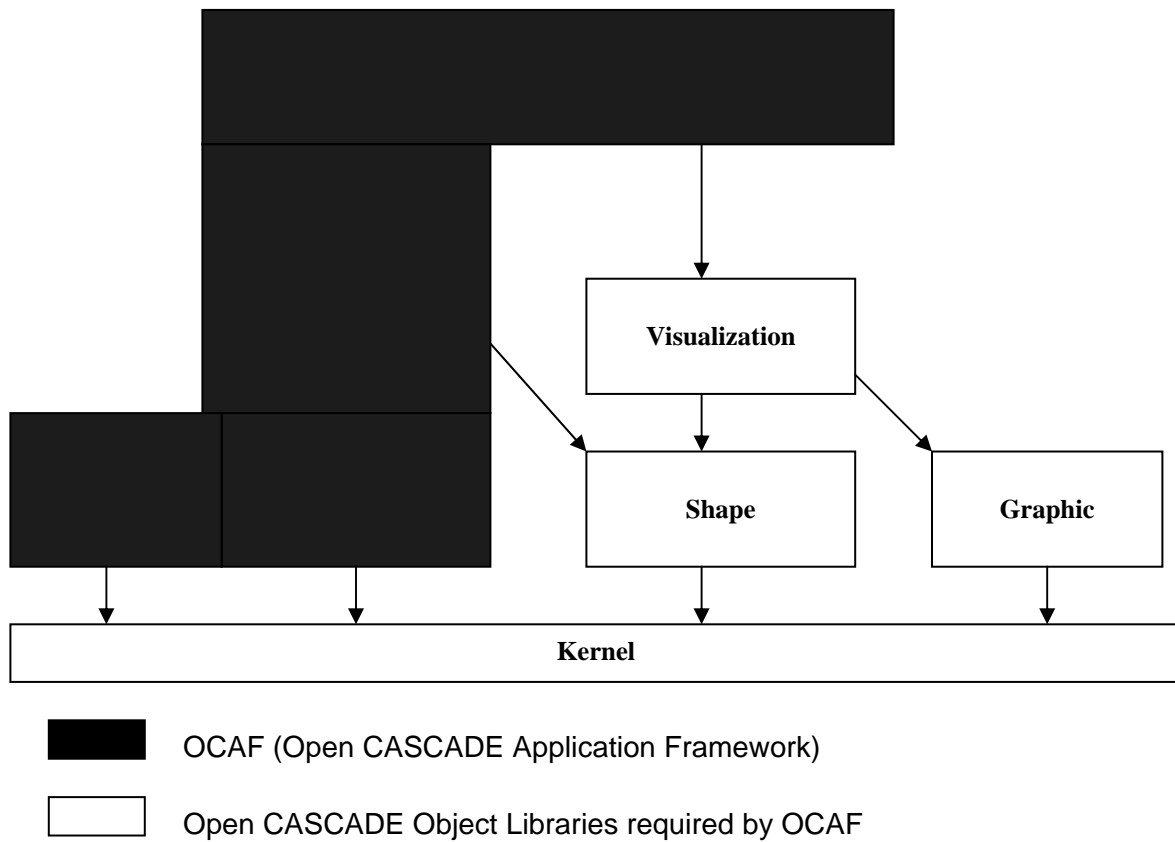 Visualization
Shape
Graphic
Kernel
OCAF (Open CASCADE Application Framework)
Open CASCADE Object Libraries required by OCAF